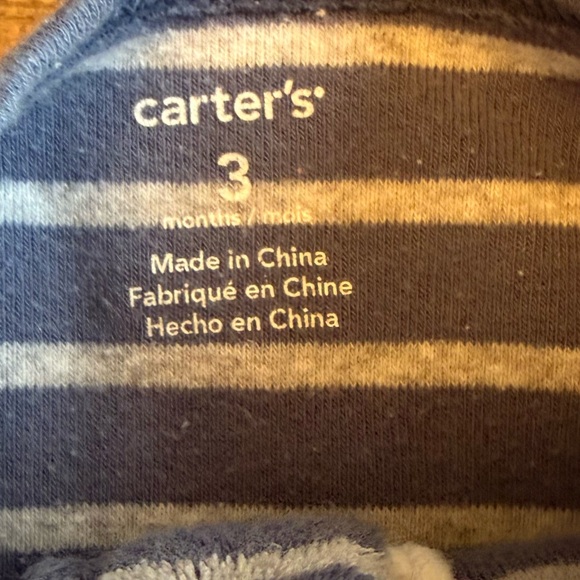 carter's
3
months / mois
Made in China
Fabriqué en Chine
Hecho en China